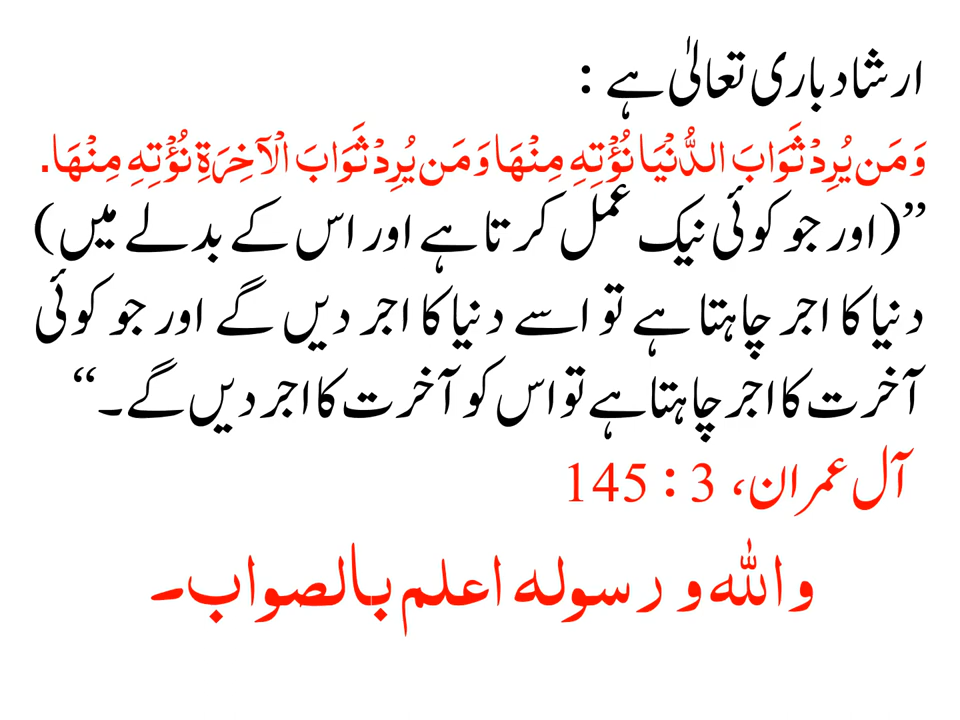 ارشاد باری تعالیٰ ہے :
وَمَن يُرِدْ ثَوَابَ الدُّنْيَا نُؤْتِهِ مِنْهَا وَمَن يُرِدْ ثَوَابَ الْآخِرَةِ نُؤْتِهِ مِنْهَا.
’’(اور جو کوئی نیک عمل کرتا ہے اور اس کے بدلے میں)
دنیا کا اجر چاہتا ہے تو اسے دنیا کا اجر دیں گے اور جو کوئی
آخرت کا اجر چاہتا ہے تو اس کو آخرت کا اجر دیں گے۔‘‘
آل عمران، 3 : 145
واللہ و رسولہ اعلم بالصواب۔